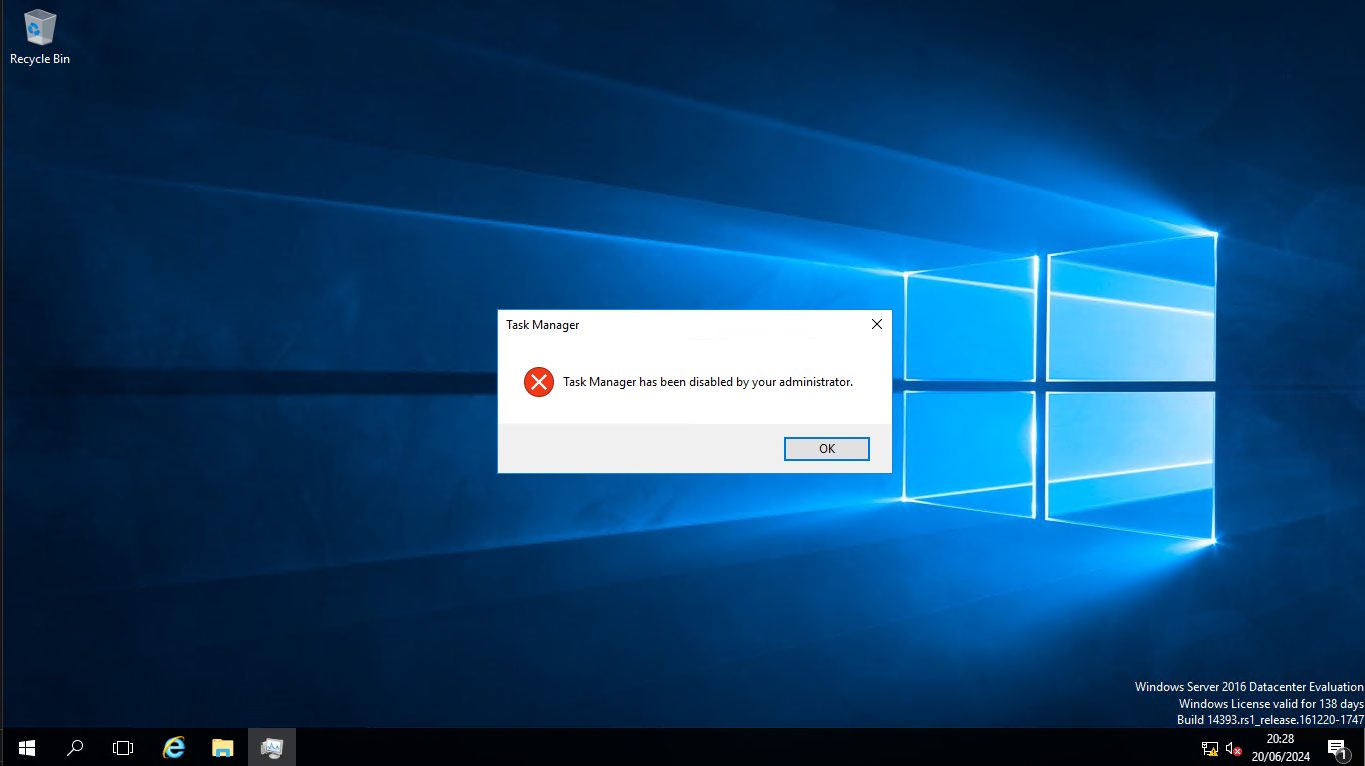 Recycle Bin
Task Manager
Task Manager has been disabled by your administrator.
OK
Windows Server 2016 Datacenter Evaluation
Windows License valid for 138 days
Build 14393.rs1_release.161220-1747
20:28
20/06/2024
1